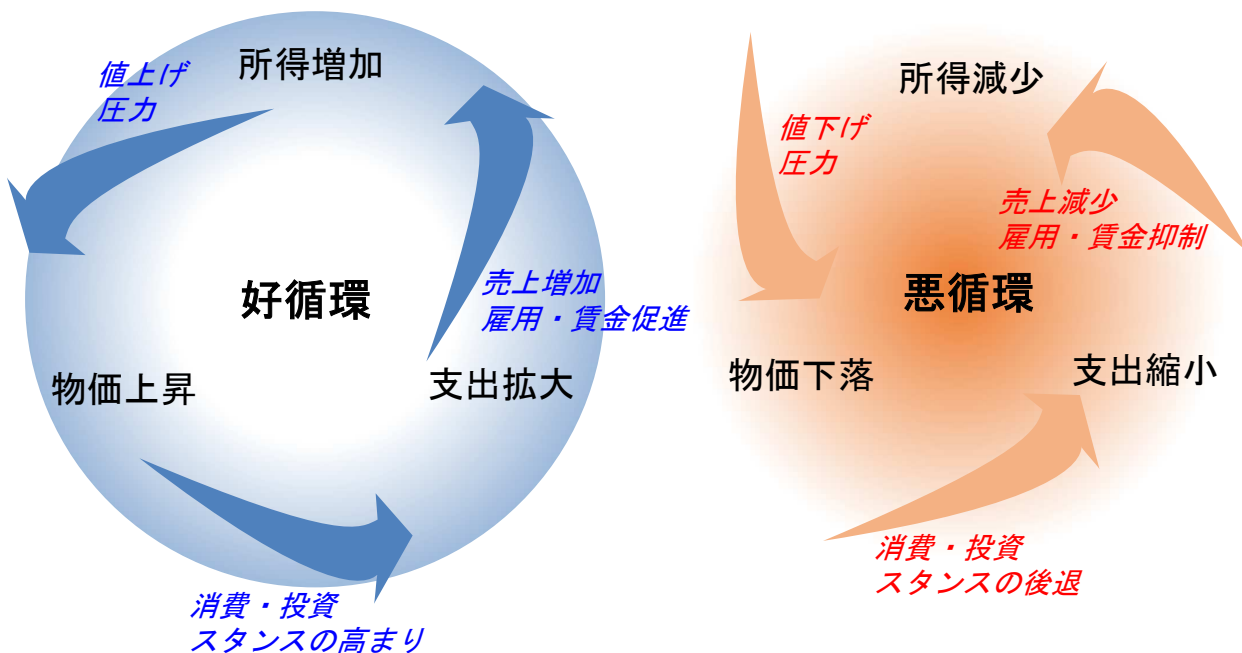 所得増加
値上げ
圧力
好循環
売上増加
雇用・賃金促進
物価上昇
支出拡大
消費・投資
スタンスの高まり
所得減少
値下げ
圧力
売上減少
雇用・賃金抑制
悪循環
物価下落
支出縮小
消費・投資
スタンスの後退